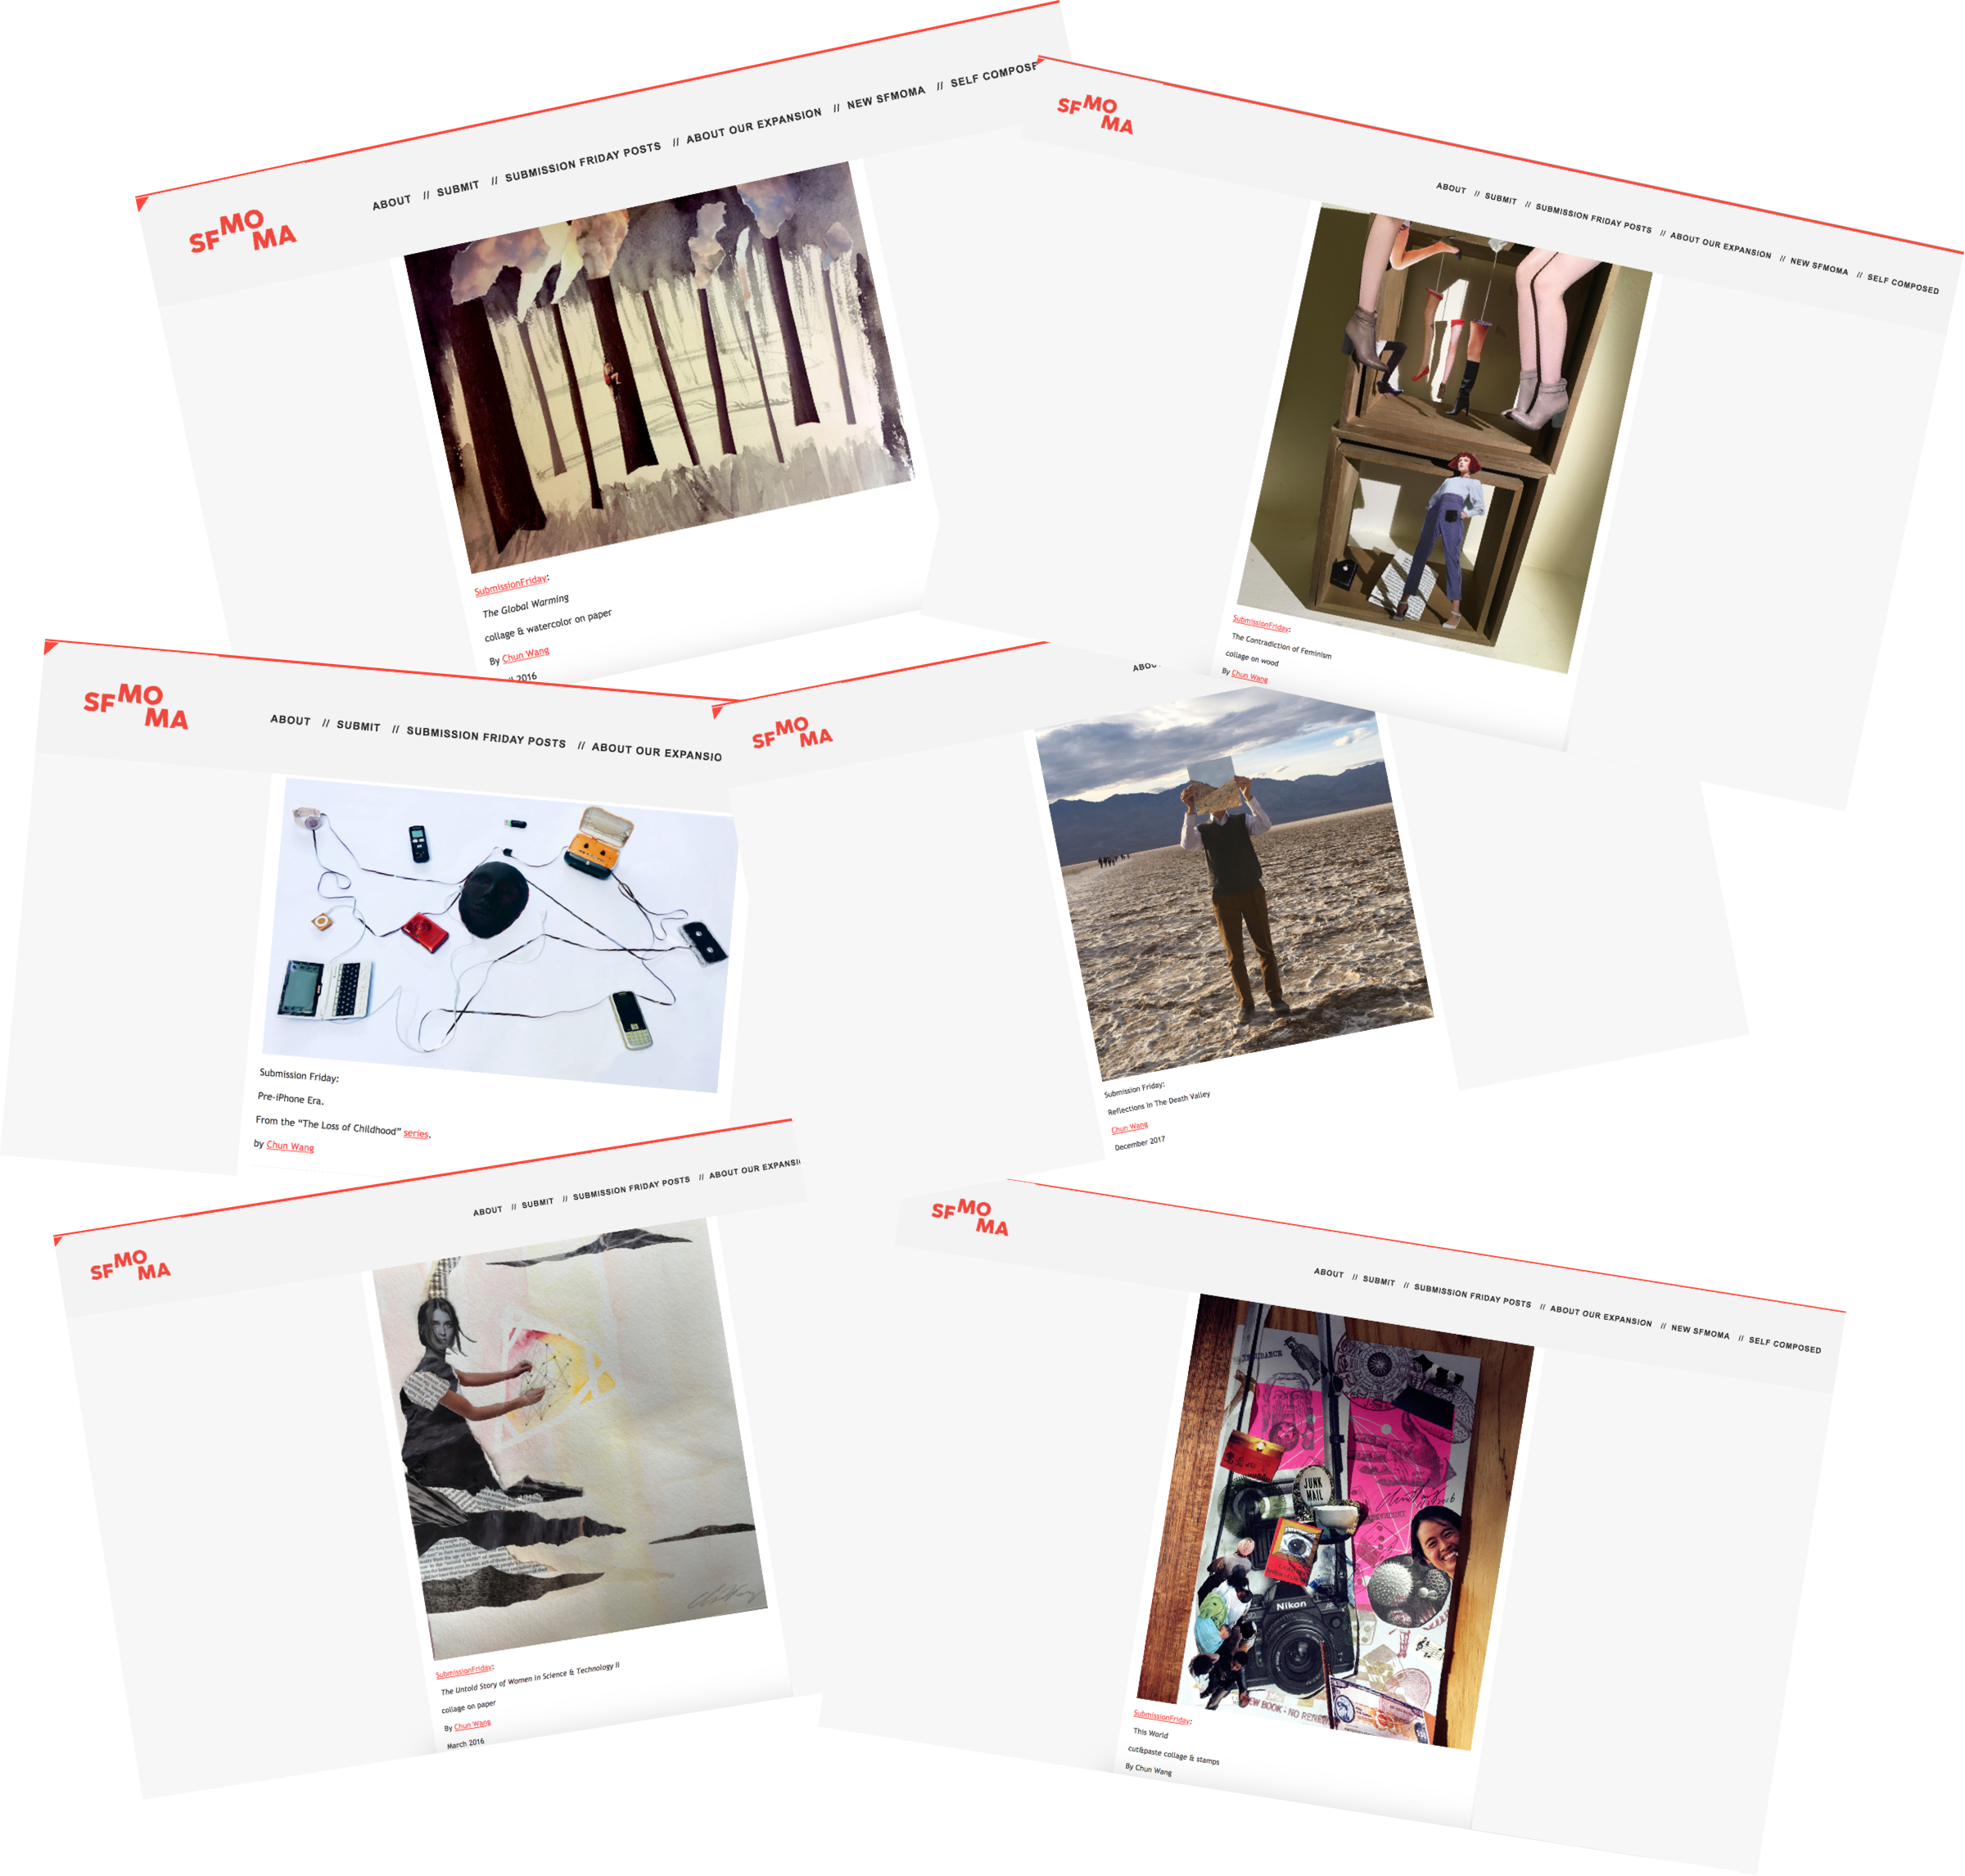 SFMOMA
ABOUT // SUBMIT // SUBMISSION FRIDAY POSTS // ABOUT OUR EXPANSION // NEW SFMOMA // SELF COMPOSE
SubmissionFriday:
The Global Warming
collage & watercolor on paper
By Chun Wang
2016
SFMOMA
ABOUT // SUBMIT // SUBMISSION FRIDAY POSTS // ABOUT OUR EXPANSION // NEW SFMOMA // SELF COMPOSED
SubmissionFriday:
The Contradiction of Feminism
collage on wood
By Chun Wang
SFMOMA
ABOUT // SUBMIT // SUBMISSION FRIDAY POSTS // ABOUT OUR EXPANSIO
Submission Friday:
Pre-iPhone Era.
From the “The Loss of Childhood” series.
by Chun Wang
SFMOMA
ABOU
Submission Friday:
Reflections In The Death Valley
Chun Wang
December 2017
SFMOMA
ABOUT // SUBMIT // SUBMISSION FRIDAY POSTS // ABOUT OUR EXPANSI
SubmissionFriday:
The Untold Story of Women in Science & Technology II
collage on paper
By Chun Wang
March 2016
SFMOMA
ABOUT // SUBMIT // SUBMISSION FRIDAY POSTS // ABOUT OUR EXPANSION // NEW SFMOMA // SELF COMPOSED
JUNK
MAIL
Nikon
EW BOOK - NO RENEW
SubmissionFriday:
This World
cut&paste collage & stamps
By Chun Wang